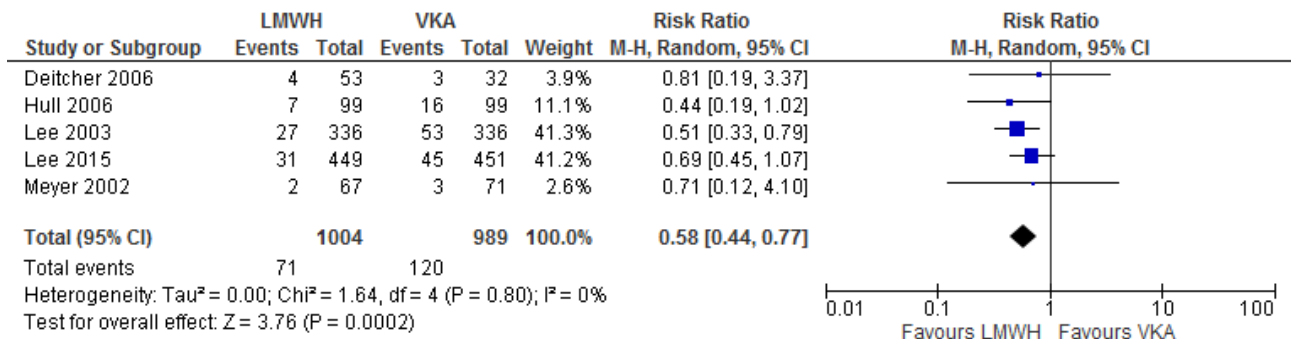 LMWH VKA Risk Ratio Risk Ratio
Study or Subgroup Events Total Events Total Weight M-H, Random, 95% CI M-H, Random, 95% CI
Deitcher 2006 4 53 3 32 3.9% 0.81 [0.19, 3.37]
Hull 2006 7 99 16 99 11.1% 0.44 [0.19, 1.02]
Lee 2003 27 336 53 336 41.3% 0.51 [0.33, 0.79]
Lee 2015 31 449 45 451 41.2% 0.69 [0.45, 1.07]
Meyer 2002 2 67 3 71 2.6% 0.71 [0.12, 4.10]
Total (95% CI) 1004 989 100.0% 0.58 [0.44, 0.77]
Total events 71 120
Heterogeneity: Tau² = 0.00; Chi² = 1.64, df = 4 (P = 0.80); I² = 0%
Test for overall effect: Z = 3.76 (P = 0.0002)
0.01 0.1 1 10 100
Favours LMWH Favours VKA